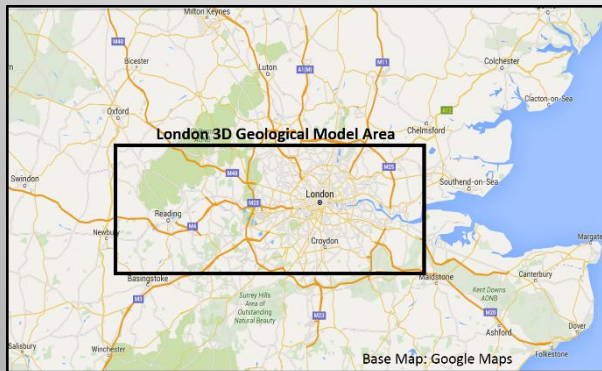 Milton Keynes
M40
Bicester
Luton
A1(M)
M11
Colchester
Oxford
A12
Clacton-on-Sea
Chelmsford
London 3D Geological Model Area
M40
M25
Swindon
London
Southend-on-Sea
Reading
M25
Newbury
M4
Croydon
Margate
Basingstoke
Maidstone
Canterbury
M3
Surrey Hills
Area of
Outstanding
Natural Beauty
Kent Downs
AONB
M23
M20
Ashford
Dover
Salisbury
Winchester
Base Map: Google Maps
Folkestone